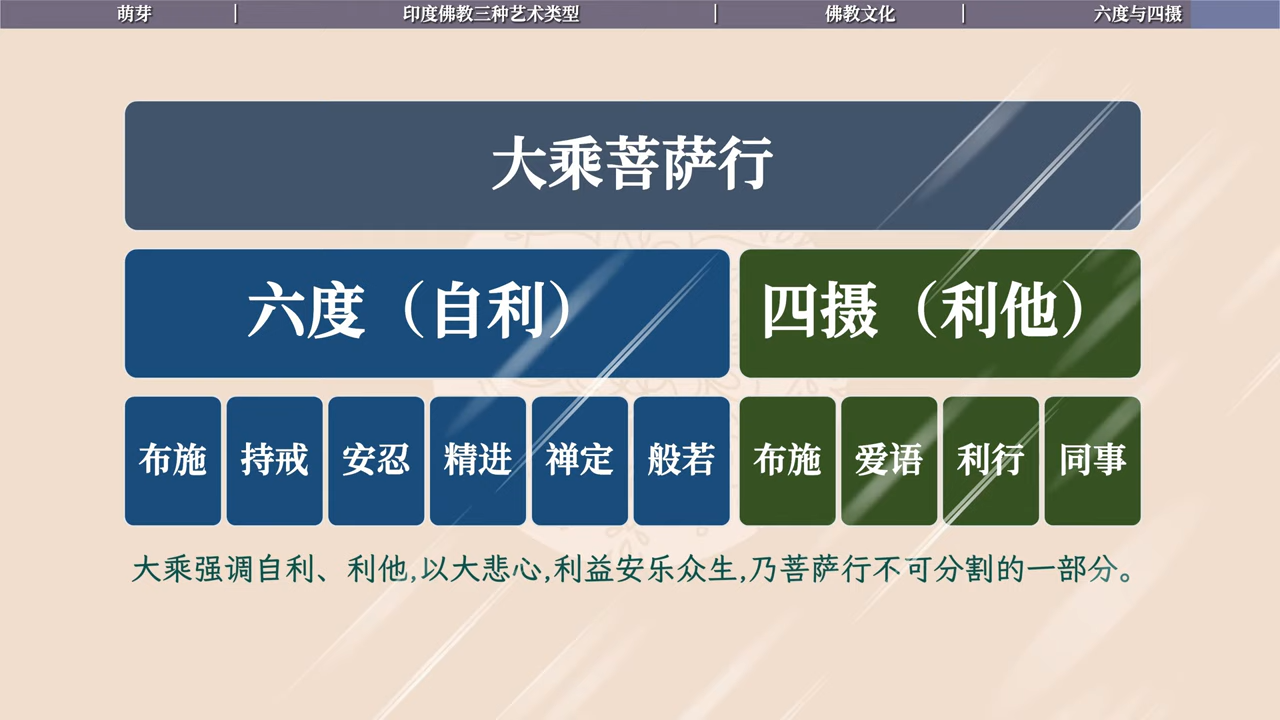 萌芽 | 印度佛教三种艺术类型 | 佛教文化 | 六度与四摄
大乘菩萨行
六度（自利） 四摄（利他）
布施 持戒 安忍 精进 禅定 般若 布施 爱语 利行 同事
大乘强调自利、利他,以大悲心,利益安乐众生,乃菩萨行不可分割的一部分。